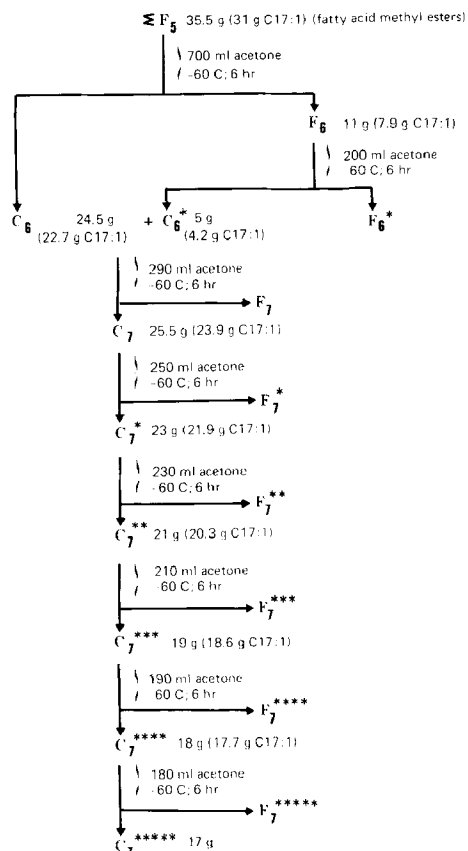 Σ F5 35.5 g (31 g C17:1) (fatty acid methyl esters)
700 ml acetone
-60 C; 6 hr
F6 11 g (7.9 g C17:1)
200 ml acetone
60 C; 6 hr
C6 24.5 g + C6* 5 g F6*
(22.7 g C17:1) (4.2 g C17:1)
290 ml acetone
-60 C; 6 hr
F7
C7 25.5 g (23.9 g C17:1)
250 ml acetone
-60 C; 6 hr
F7*
C7* 23 g (21.9 g C17:1)
230 ml acetone
-60 C; 6 hr
F7**
C7** 21 g (20.3 g C17:1)
210 ml acetone
-60 C; 6 hr
F7***
C7*** 19 g (18.6 g C17:1)
190 ml acetone
60 C; 6 hr
F7****
C7**** 18 g (17.7 g C17:1)
180 ml acetone
-60 C; 6 hr
F7*****
C7***** 17 g